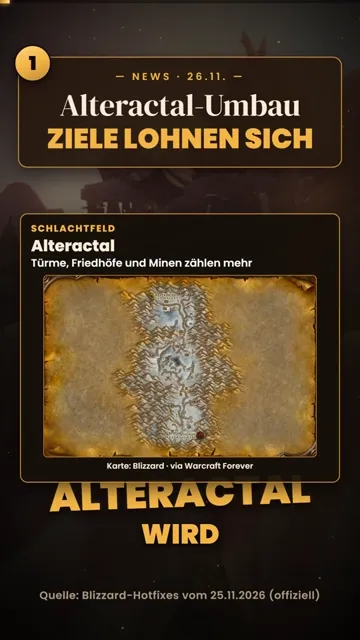 1
— NEWS · 26.11. —
Alteractal-Umbau
ZIELE LOHNEN SICH
SCHLACHTFELD
Alteractal
Türme, Friedhöfe und Minen zählen mehr
Karte: Blizzard · via Warcraft Forever
ALTERACTAL
WIRD
Quelle: Blizzard-Hotfixes vom 25.11.2026 (offiziell)